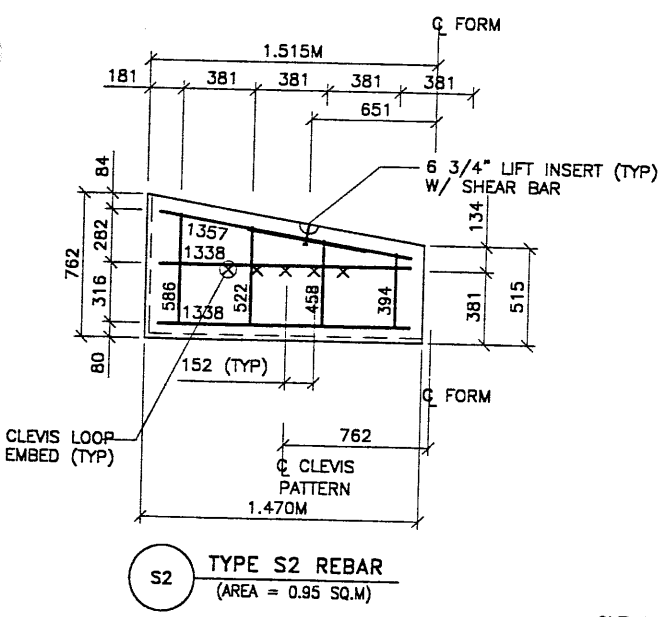 ℄ FORM
1.515M
181
381
381
381
381
651
6 3/4" LIFT INSERT (TYP)
W/ SHEAR BAR
84
134
762
282
1357
1338
316
586
522
458
394
381
515
1338
80
152 (TYP)
℄ FORM
CLEVIS LOOP
EMBED (TYP)
762
℄ CLEVIS
PATTERN
1.470M
S2
TYPE S2 REBAR
(AREA = 0.95 SQ.M)